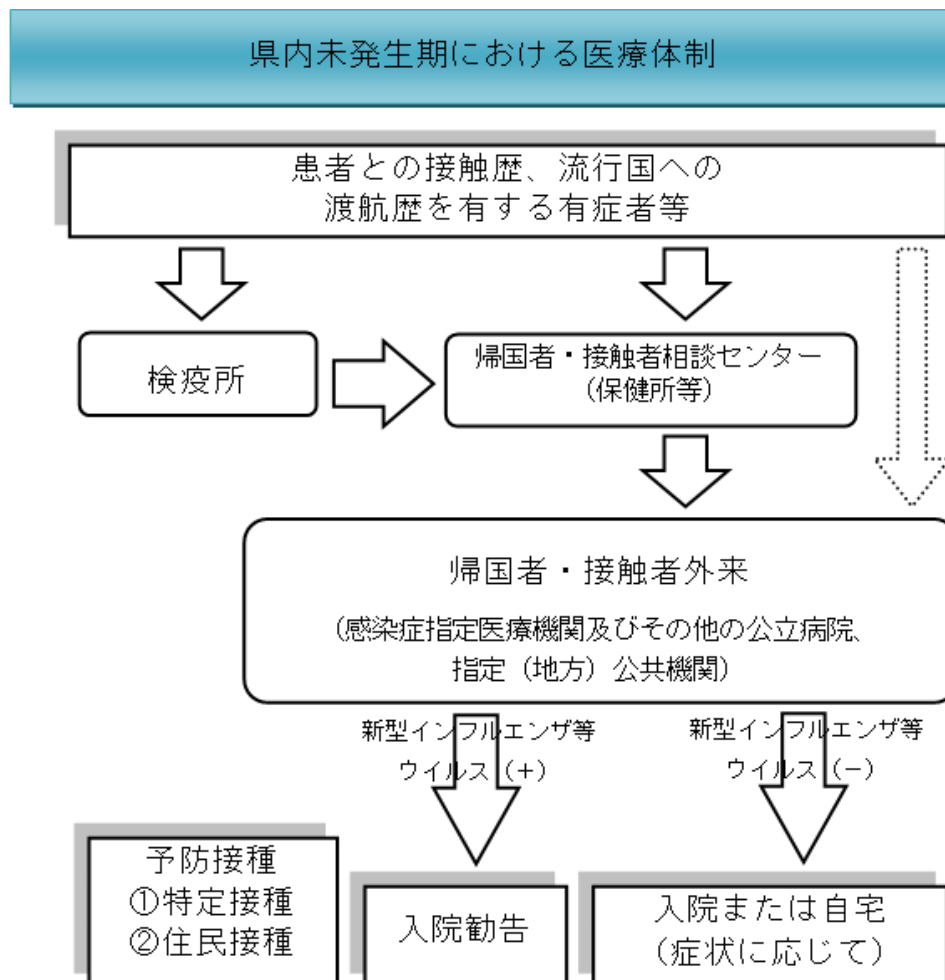 県内未発生期における医療体制
患者との接触歴、流行国への
渡航歴を有する有症者等
検疫所
帰国者・接触者相談センター
(保健所等)
帰国者・接触者外来
(感染症指定医療機関及びその他の公立病院、
指定（地方）公共機関)
新型インフルエンザ等
ウイルス（+）
新型インフルエンザ等
ウイルス（－）
予防接種
①特定接種
②住民接種
入院勧告
入院または自宅
(症状に応じて)